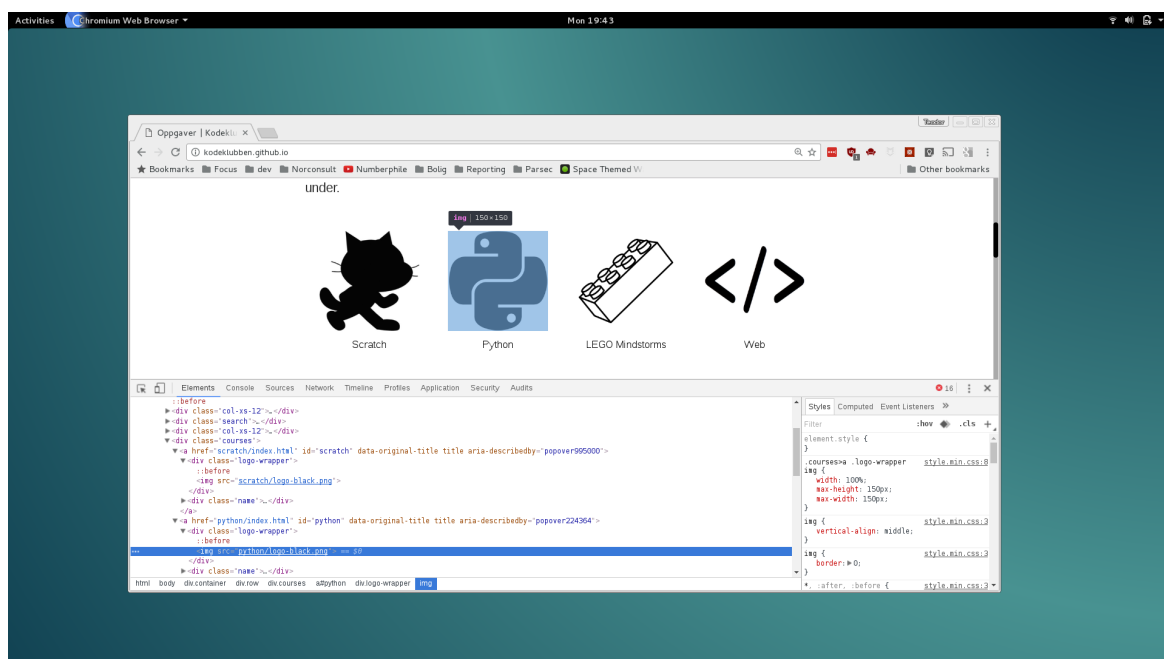 Activities Chromium Web Browser Mon 19:43
Oppgaver | Kodeklu ×
kodeklubben.github.io
Bookmarks Focus dev Norconsult Numberphile Bolig Reporting Parsec Space Themed W Other bookmarks
under.
img | 150×150
Scratch Python LEGO Mindstorms Web
Elements Console Sources Network Timeline Profiles Application Security Audits 16
::before
<div class="col-xs-12">…</div>
<div class="search">…</div>
<div class="col-xs-12">…</div>
<div class="courses">
<a href="scratch/index.html" id="scratch" data-original-title title aria-describedby="popover995000">
<div class="logo-wrapper">
::before
<img src="scratch/logo-black.png">
</div>
<div class="name">…</div>
</a>
<a href="python/index.html" id="python" data-original-title title aria-describedby="popover224364">
<div class="logo-wrapper">
::before
<img src="python/logo-black.png"> == $0
</div>
<div class="name">…</div>
html body div.container div.row div.courses a#python div.logo-wrapper img
Styles Computed Event Listeners »
Filter :hov .cls +
element.style {
}
.courses>a .logo-wrapper style.min.css:8
img {
width: 100%;
max-height: 150px;
max-width: 150px;
}
img { style.min.css:3
vertical-align: middle;
}
img { style.min.css:3
border: 0;
}
*, :after, :before { style.min.css:3